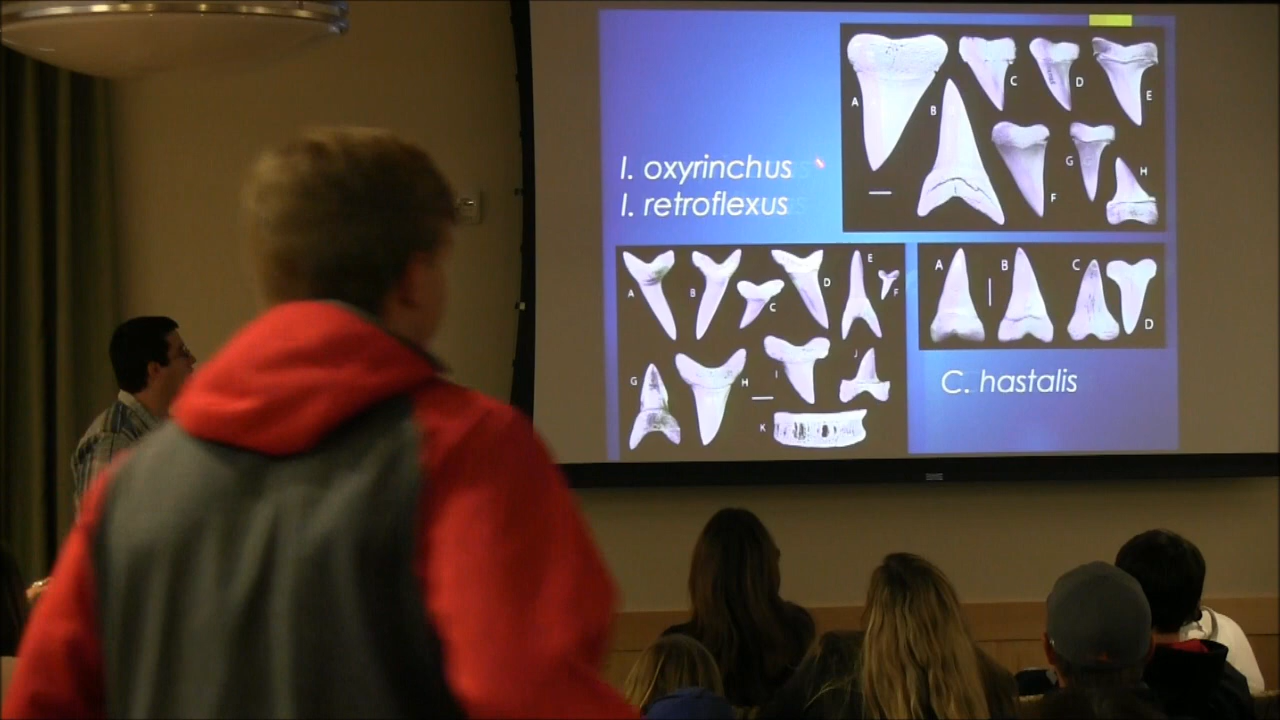 I. oxyrinchus
I. retroflexus
A
B
C
D
E
F
G
H
A
B
C
D
E
F
G
H
I
J
K
A
B
C
D
C. hastalis